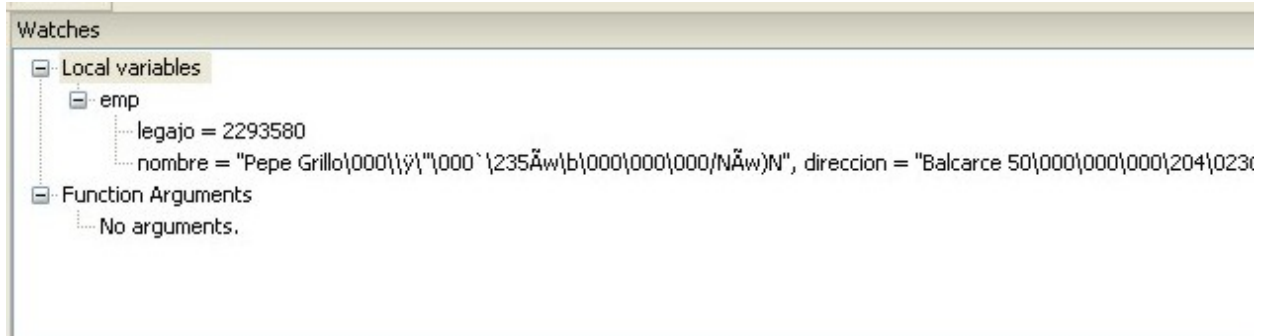 Watches
Local variables
emp
legajo = 2293580
nombre = "Pepe Grillo\000\\ÿ\"\000`\235Ãw\b\000\000\000/NÃw)N", direccion = "Balcarce 50\000\000\000\204\023
Function Arguments
No arguments.